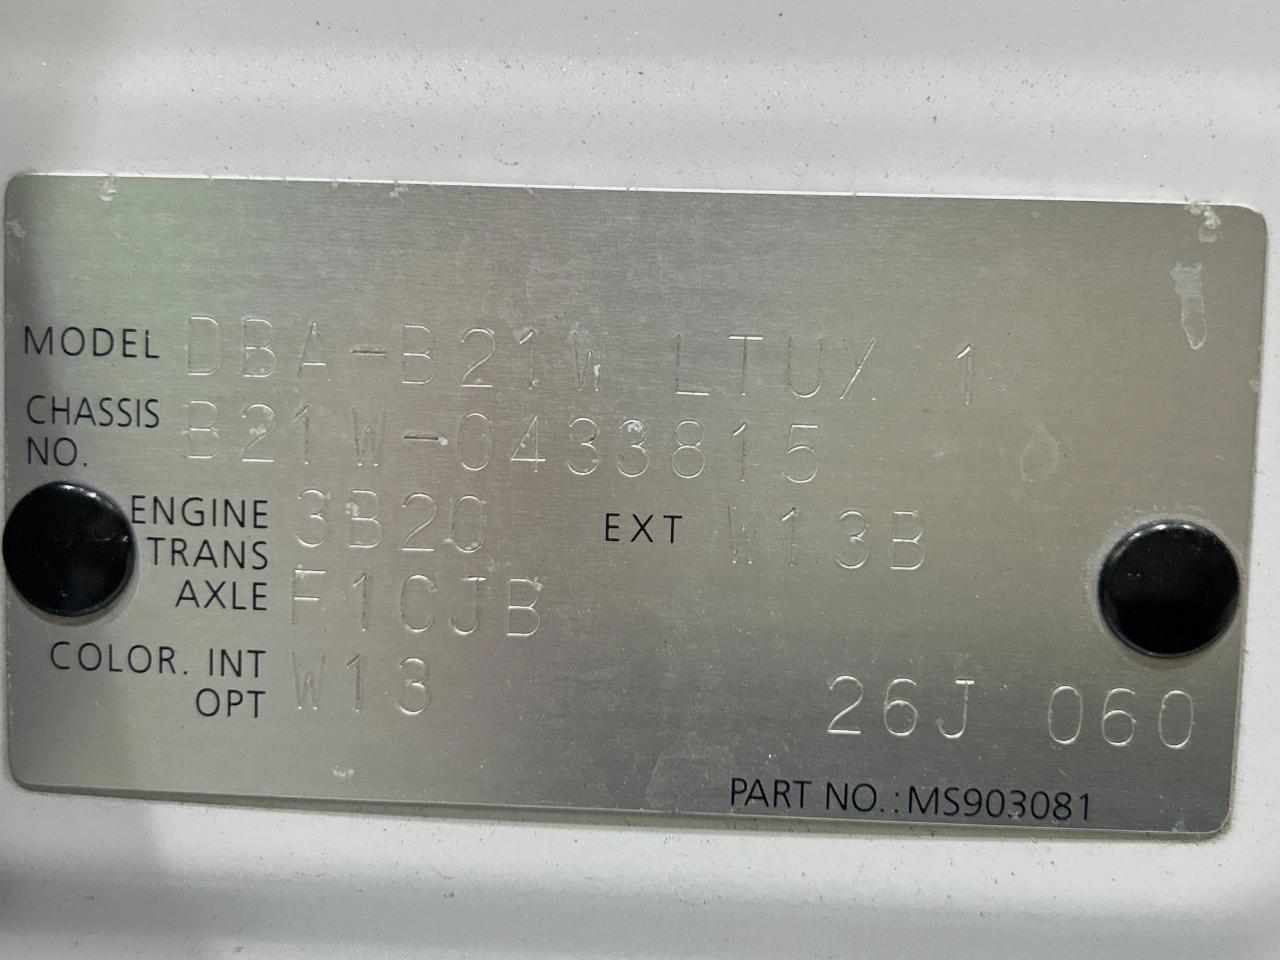 MODEL DBA-B21W LTUX 1
CHASSIS NO. B21W-0433815
ENGINE 3B20 EXT W13B
TRANS AXLE F1CJB
COLOR. INT OPT W13 26J 060
PART NO.:MS903081